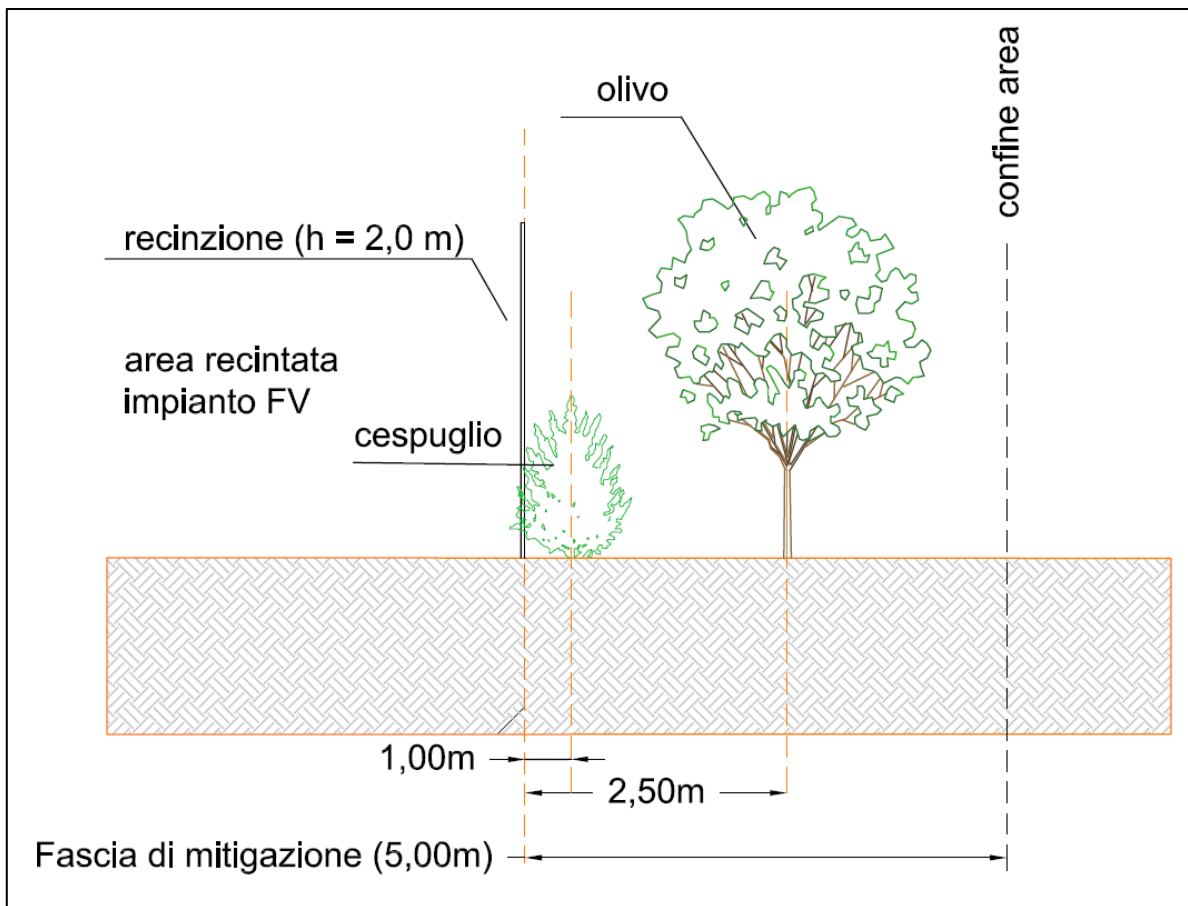 olivo
confine area
recinzione (h = 2,0 m)
area recintata
impianto FV
cespuglio
1,00m
2,50m
Fascia di mitigazione (5,00m)